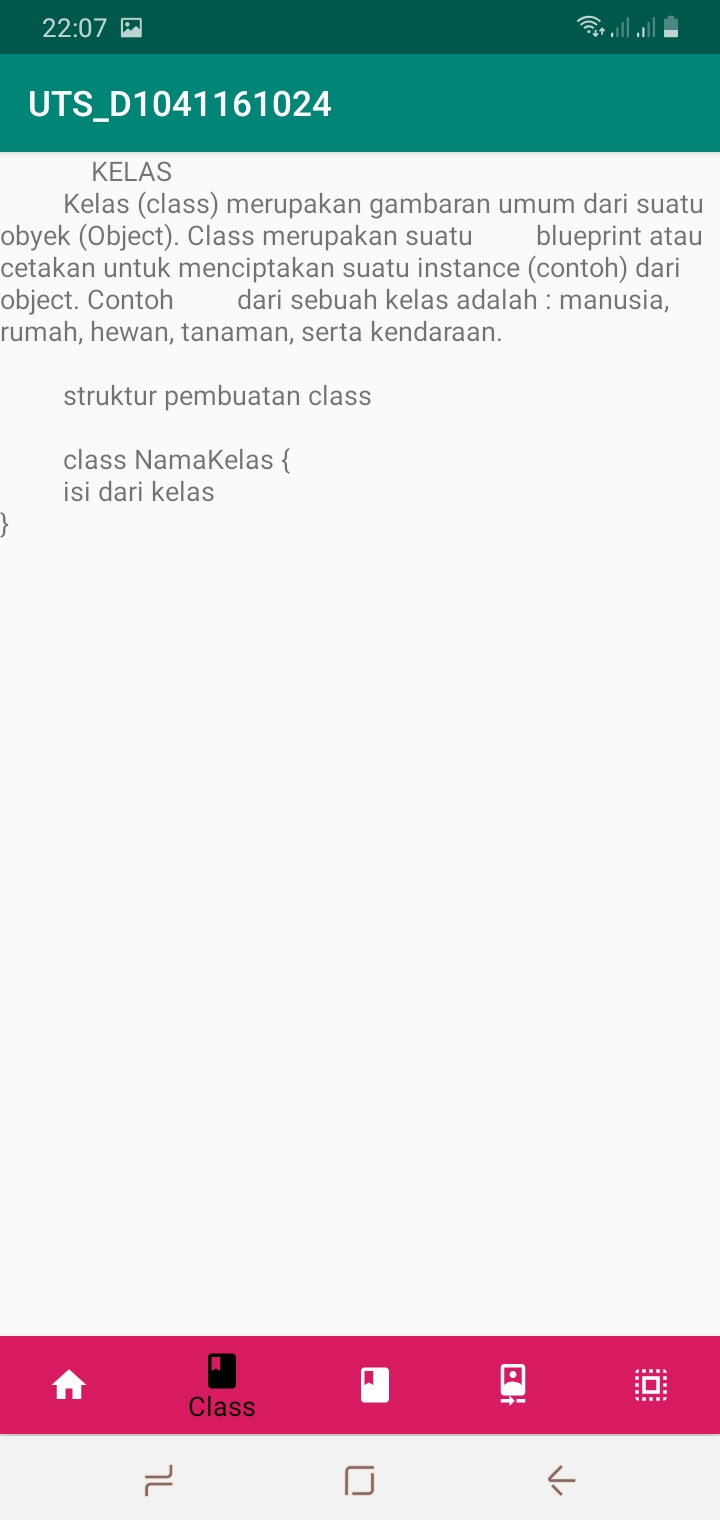 22:07
UTS_D1041161024
KELAS
Kelas (class) merupakan gambaran umum dari suatu
obyek (Object). Class merupakan suatu blueprint atau
cetakan untuk menciptakan suatu instance (contoh) dari
object. Contoh dari sebuah kelas adalah : manusia,
rumah, hewan, tanaman, serta kendaraan.
struktur pembuatan class
class NamaKelas {
isi dari kelas
}
Class